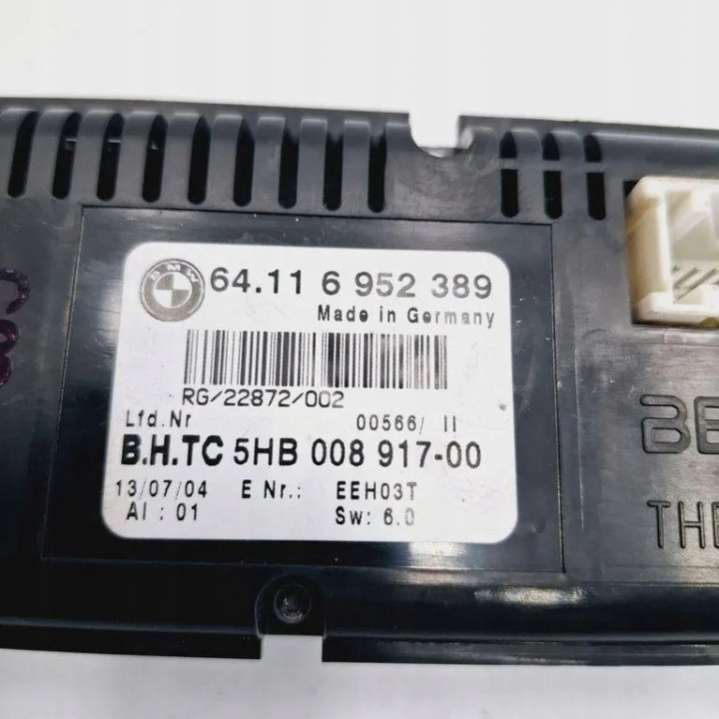 BMW
64.11 6 952 389
Made in Germany
RG/22872/002
Lfd.Nr 00566/ II
B.H.TC 5HB 008 917-00
13/07/04 E Nr.: EEH03T
AI : 01 Sw: 6.0